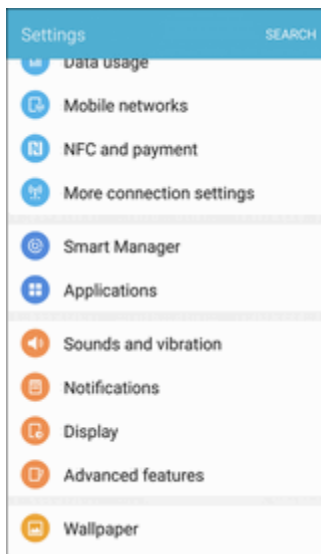 Settings SEARCH
Data usage
Mobile networks
NFC and payment
More connection settings
Smart Manager
Applications
Sounds and vibration
Notifications
Display
Advanced features
Wallpaper